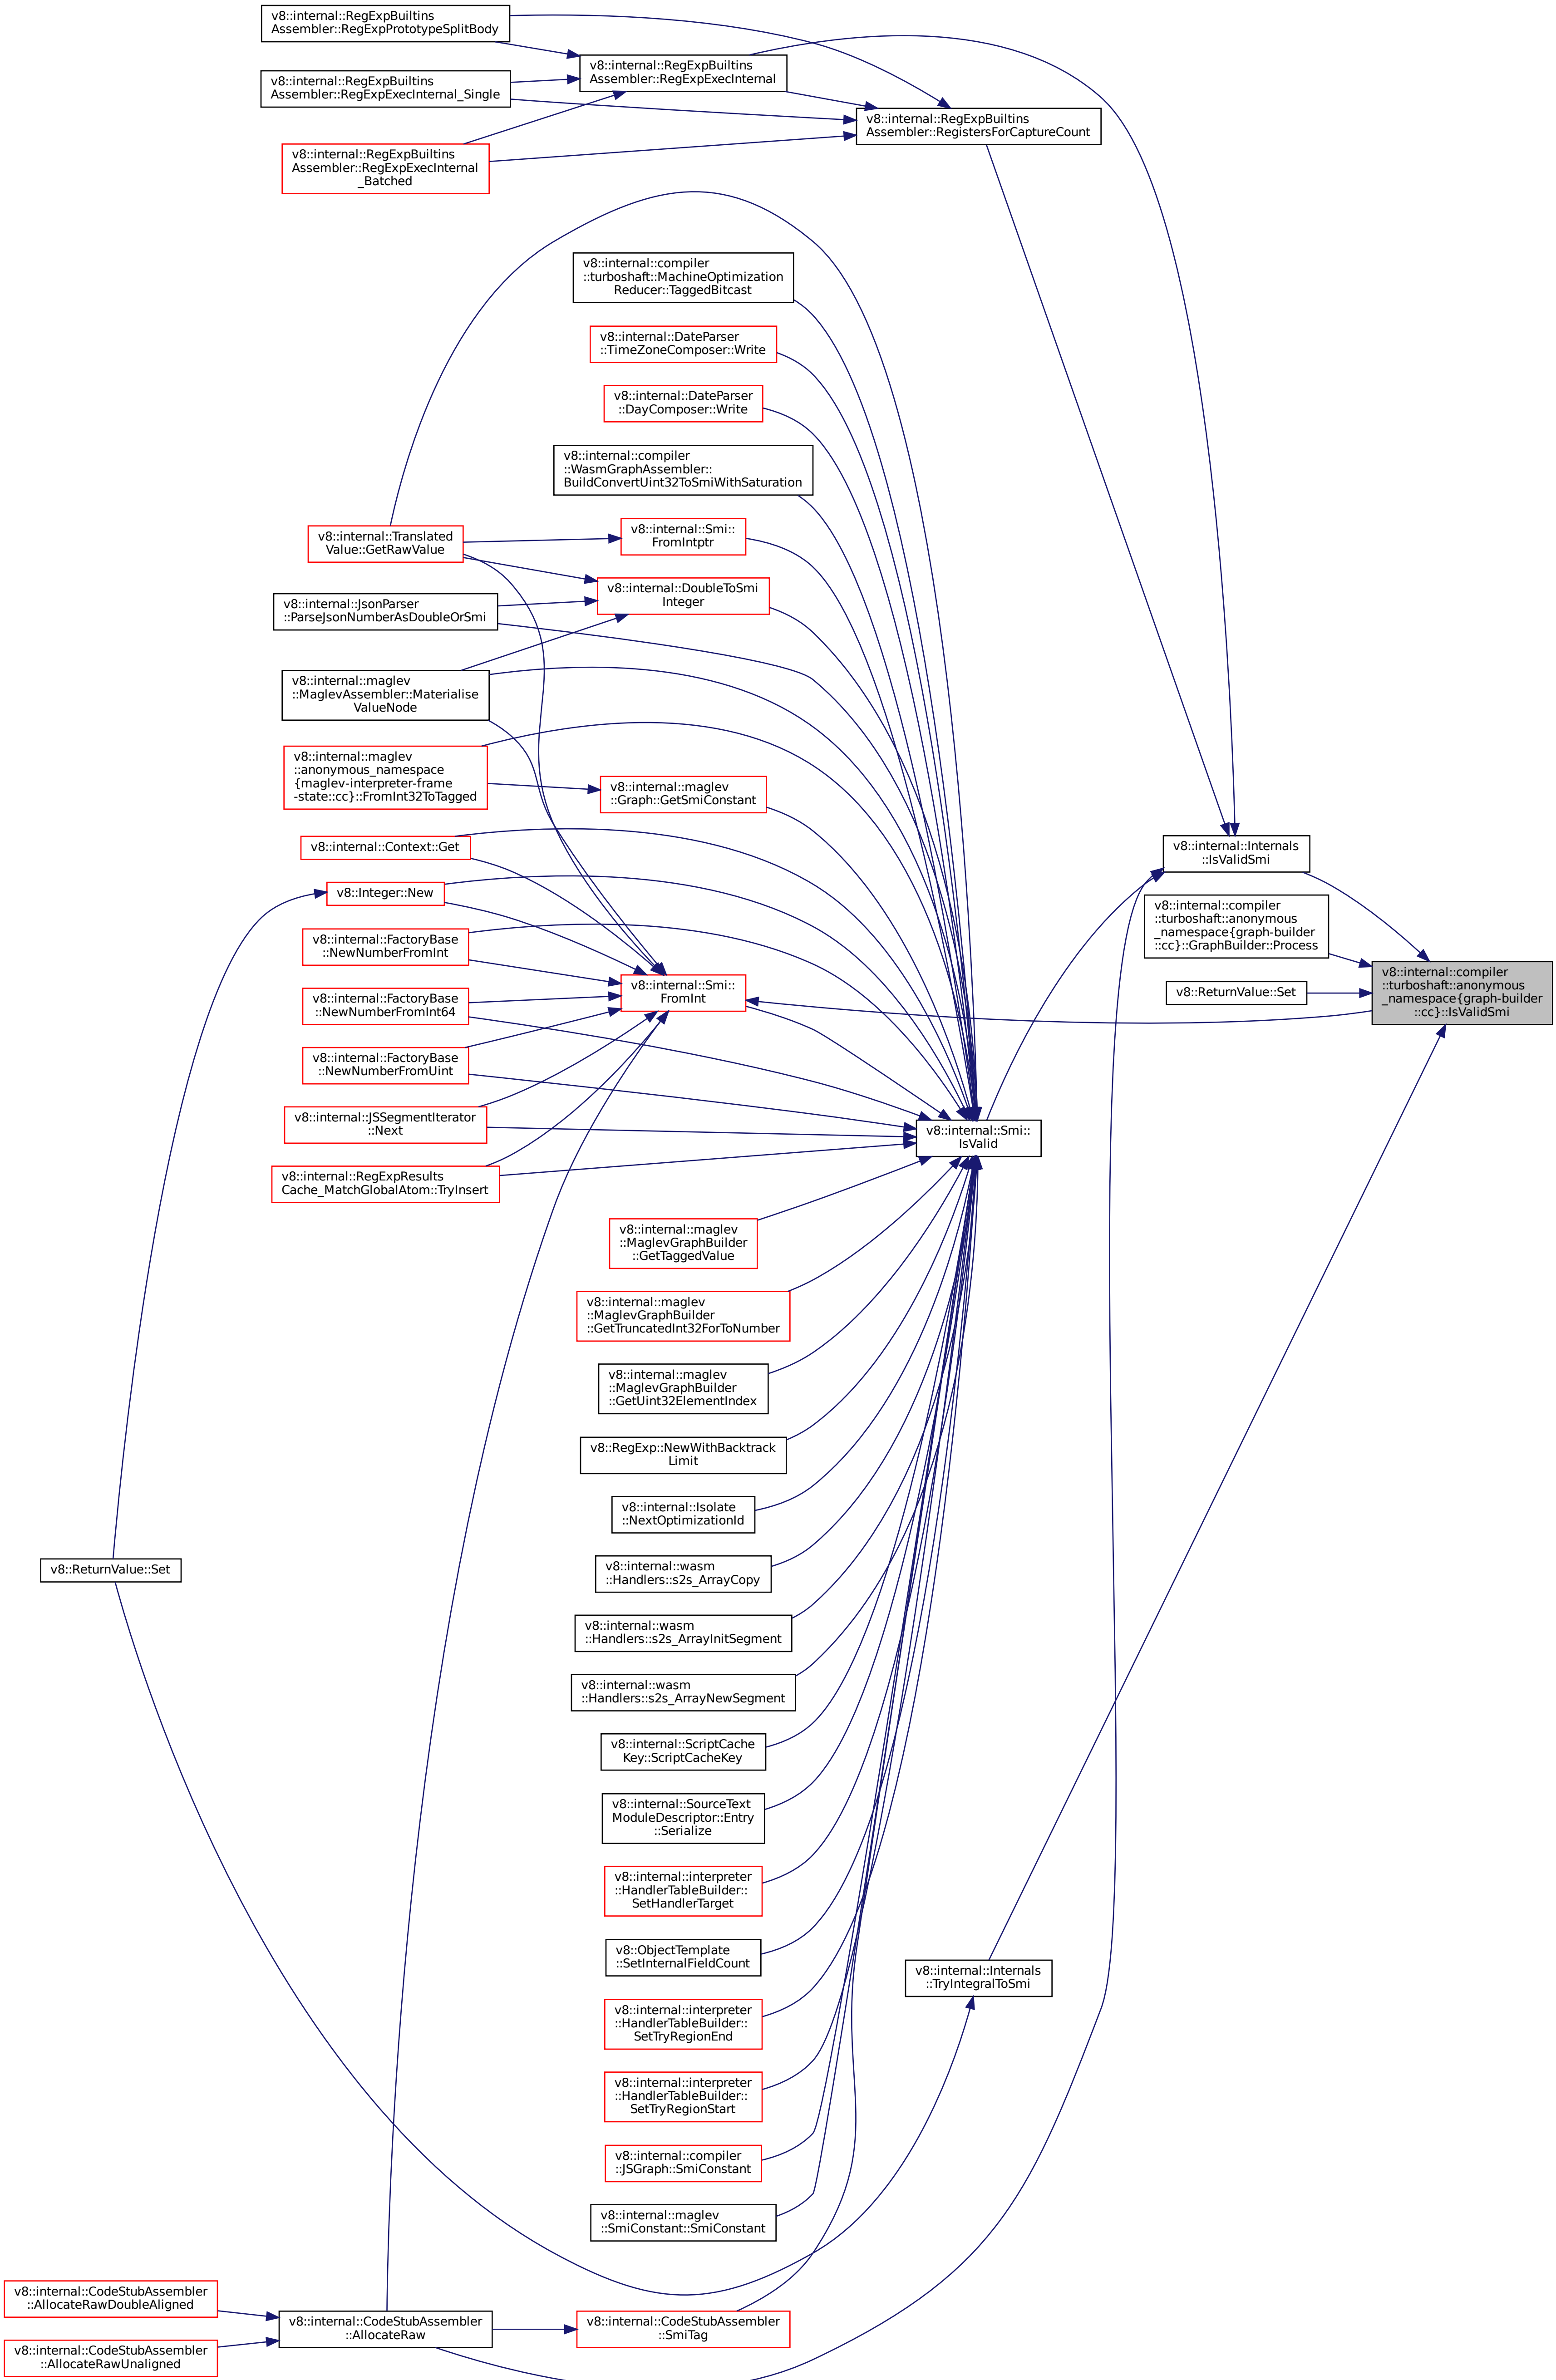 v8::internal::RegExpBuiltins
Assembler::RegExpPrototypeSplitBody
v8::internal::RegExpBuiltins
Assembler::RegExpExecInternal
v8::internal::RegExpBuiltins
Assembler::RegExpExecInternal_Single
v8::internal::RegExpBuiltins
Assembler::RegistersForCaptureCount
v8::internal::RegExpBuiltins
Assembler::RegExpExecInternal
_Batched
v8::internal::compiler
::turboshaft::MachineOptimization
Reducer::TaggedBitcast
v8::internal::DateParser
::TimeZoneComposer::Write
v8::internal::DateParser
::DayComposer::Write
v8::internal::compiler
::WasmGraphAssembler::
BuildConvertUint32ToSmiWithSaturation
v8::internal::Translated
Value::GetRawValue
v8::internal::Smi::
FromIntptr
v8::internal::DoubleToSmi
Integer
v8::internal::JsonParser
::ParseJsonNumberAsDoubleOrSmi
v8::internal::maglev
::MaglevAssembler::Materialise
ValueNode
v8::internal::maglev
::anonymous_namespace
{maglev-interpreter-frame
-state::cc}::FromInt32ToTagged
v8::internal::maglev
::Graph::GetSmiConstant
v8::internal::Context::Get
v8::internal::Internals
::IsValidSmi
v8::Integer::New
v8::internal::compiler
::turboshaft::anonymous
_namespace{graph-builder
::cc}::GraphBuilder::Process
v8::internal::FactoryBase
::NewNumberFromInt
v8::internal::Smi::
FromInt
v8::ReturnValue::Set
v8::internal::compiler
::turboshaft::anonymous
_namespace{graph-builder
::cc}::IsValidSmi
v8::internal::FactoryBase
::NewNumberFromInt64
v8::internal::FactoryBase
::NewNumberFromUint
v8::internal::JSSegmentIterator
::Next
v8::internal::Smi::
IsValid
v8::internal::RegExpResults
Cache_MatchGlobalAtom::TryInsert
v8::internal::maglev
::MaglevGraphBuilder
::GetTaggedValue
v8::internal::maglev
::MaglevGraphBuilder
::GetTruncatedInt32ForToNumber
v8::internal::maglev
::MaglevGraphBuilder
::GetUint32ElementIndex
v8::RegExp::NewWithBacktrack
Limit
v8::internal::Isolate
::NextOptimizationId
v8::ReturnValue::Set
v8::internal::wasm
::Handlers::s2s_ArrayCopy
v8::internal::wasm
::Handlers::s2s_ArrayInitSegment
v8::internal::wasm
::Handlers::s2s_ArrayNewSegment
v8::internal::ScriptCache
Key::ScriptCacheKey
v8::internal::SourceText
ModuleDescriptor::Entry
::Serialize
v8::internal::interpreter
::HandlerTableBuilder::
SetHandlerTarget
v8::ObjectTemplate
::SetInternalFieldCount
v8::internal::Internals
::TryIntegralToSmi
v8::internal::interpreter
::HandlerTableBuilder::
SetTryRegionEnd
v8::internal::interpreter
::HandlerTableBuilder::
SetTryRegionStart
v8::internal::compiler
::JSGraph::SmiConstant
v8::internal::maglev
::SmiConstant::SmiConstant
v8::internal::CodeStubAssembler
::AllocateRawDoubleAligned
v8::internal::CodeStubAssembler
::AllocateRaw
v8::internal::CodeStubAssembler
::SmiTag
v8::internal::CodeStubAssembler
::AllocateRawUnaligned